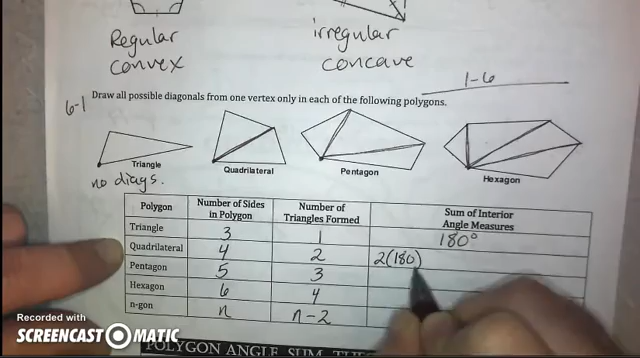 Regular
convex
irregular
concave
1-6
6-1
Draw all possible diagonals from one vertex only in each of the following polygons.
Triangle
no diags.
Quadrilateral
Pentagon
Hexagon
Polygon Number of Sides in Polygon Number of Triangles Formed Sum of Interior Angle Measures
Triangle 3 1 180°
Quadrilateral 4 2 2(180)
Pentagon 5 3
Hexagon 6 4
n-gon n n-2
Recorded with
SCREENCAST O MATIC
POLYGON ANGLE SUM